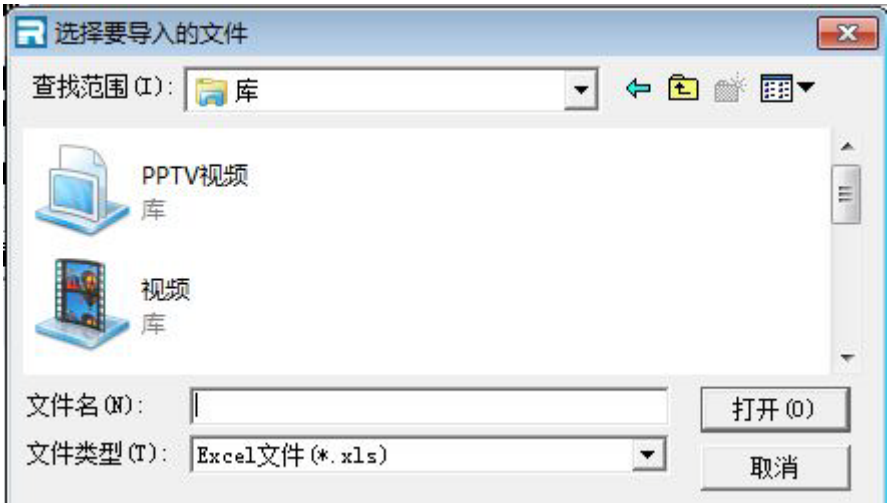 选择要导入的文件
查找范围(I): 库
PPTV视频
库
视频
库
文件名(N): 打开(O)
文件类型(T): Excel文件(*.xls) 取消